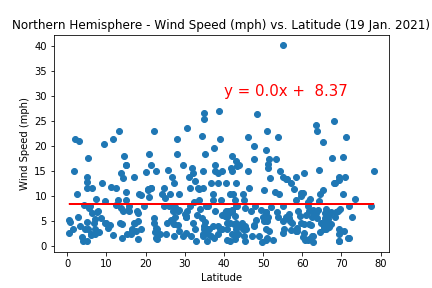 Northern Hemisphere - Wind Speed (mph) vs. Latitude (19 Jan. 2021)
40
35
30
25
20
15
10
5
0
Wind Speed (mph)
y = 0.0x + 8.37
0 10 20 30 40 50 60 70 80
Latitude